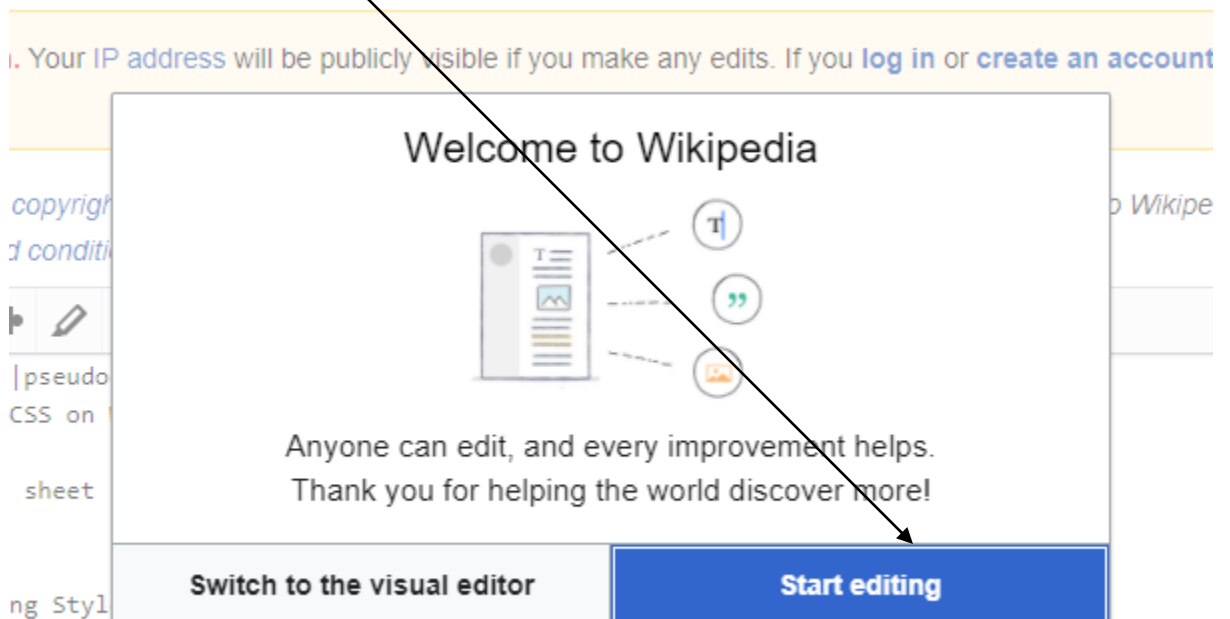 . Your IP address will be publicly visible if you make any edits. If you log in or create an account
Welcome to Wikipedia
copyrigh
o Wikipe
d conditi
T
T
|pseudo
CSS on
Anyone can edit, and every improvement helps.
sheet
Thank you for helping the world discover more!
Switch to the visual editor
Start editing
ng Styl